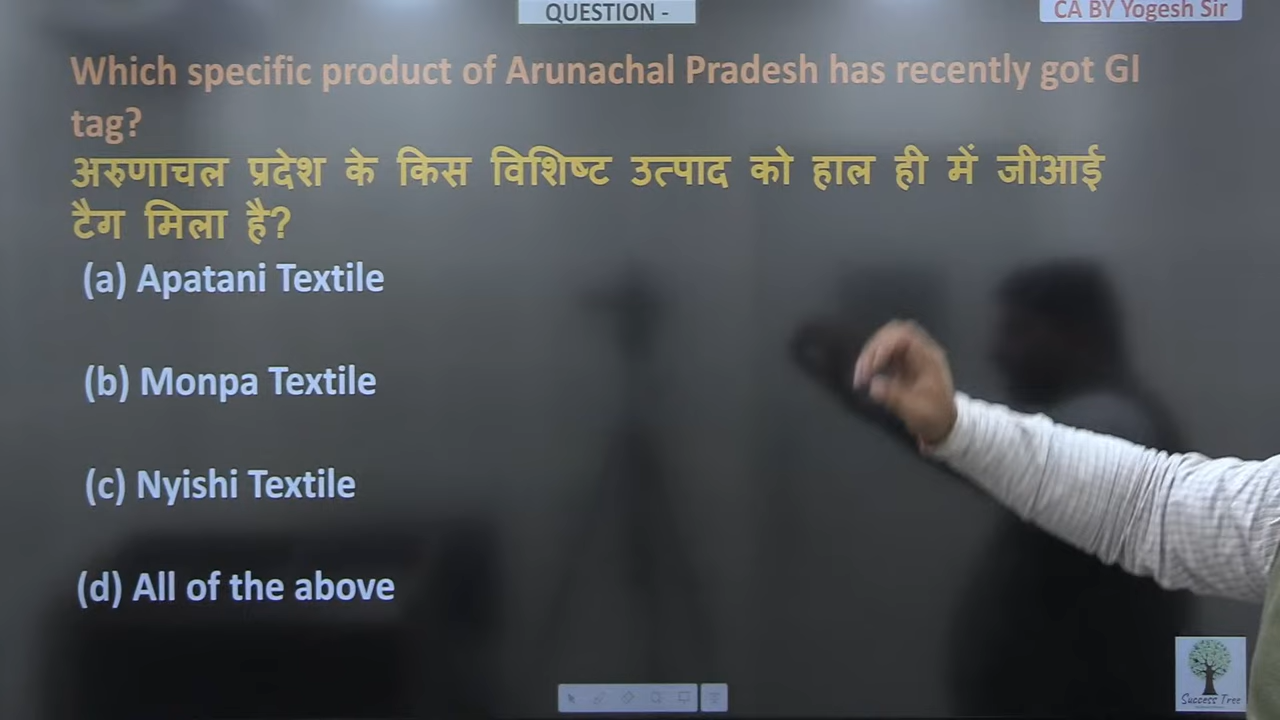 QUESTION -
CA BY Yogesh Sir
Which specific product of Arunachal Pradesh has recently got GI
tag?
अरुणाचल प्रदेश के किस विशिष्ट उत्पाद को हाल ही में जीआई
टैग मिला है?
(a) Apatani Textile
(b) Monpa Textile
(c) Nyishi Textile
(d) All of the above
Success Tree